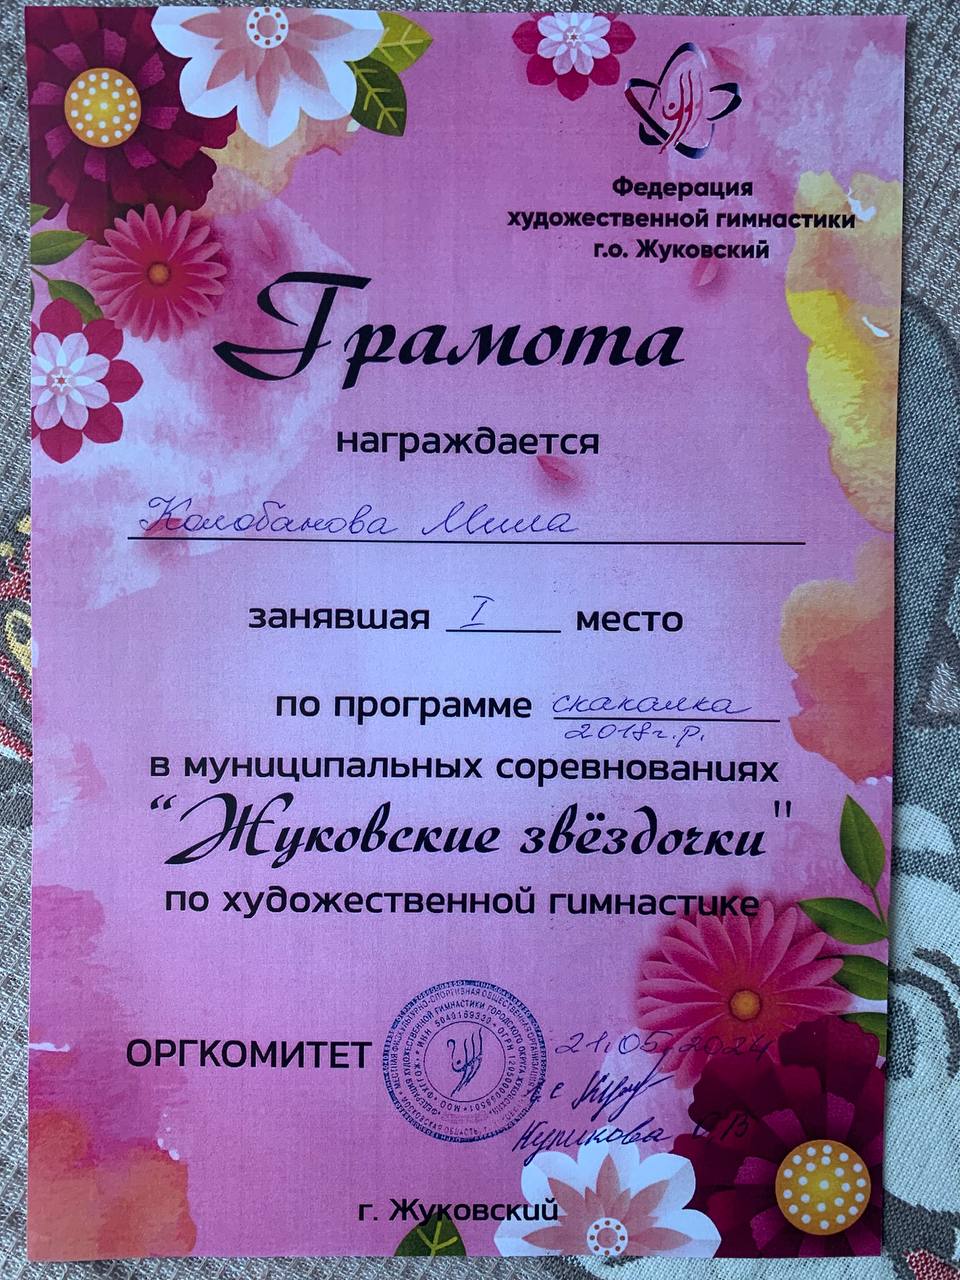 Федерация
художественной гимнастики
г.о. Жуковский
Грамота
награждается
Колобанова Мила
занявшая I место
по программе скакалка
2018г.р.
в муниципальных соревнованиях
“Жуковские звёздочки"
по художественной гимнастике
ОРГКОМИТЕТ
21.05.2024
Куликова С В
г. Жуковский